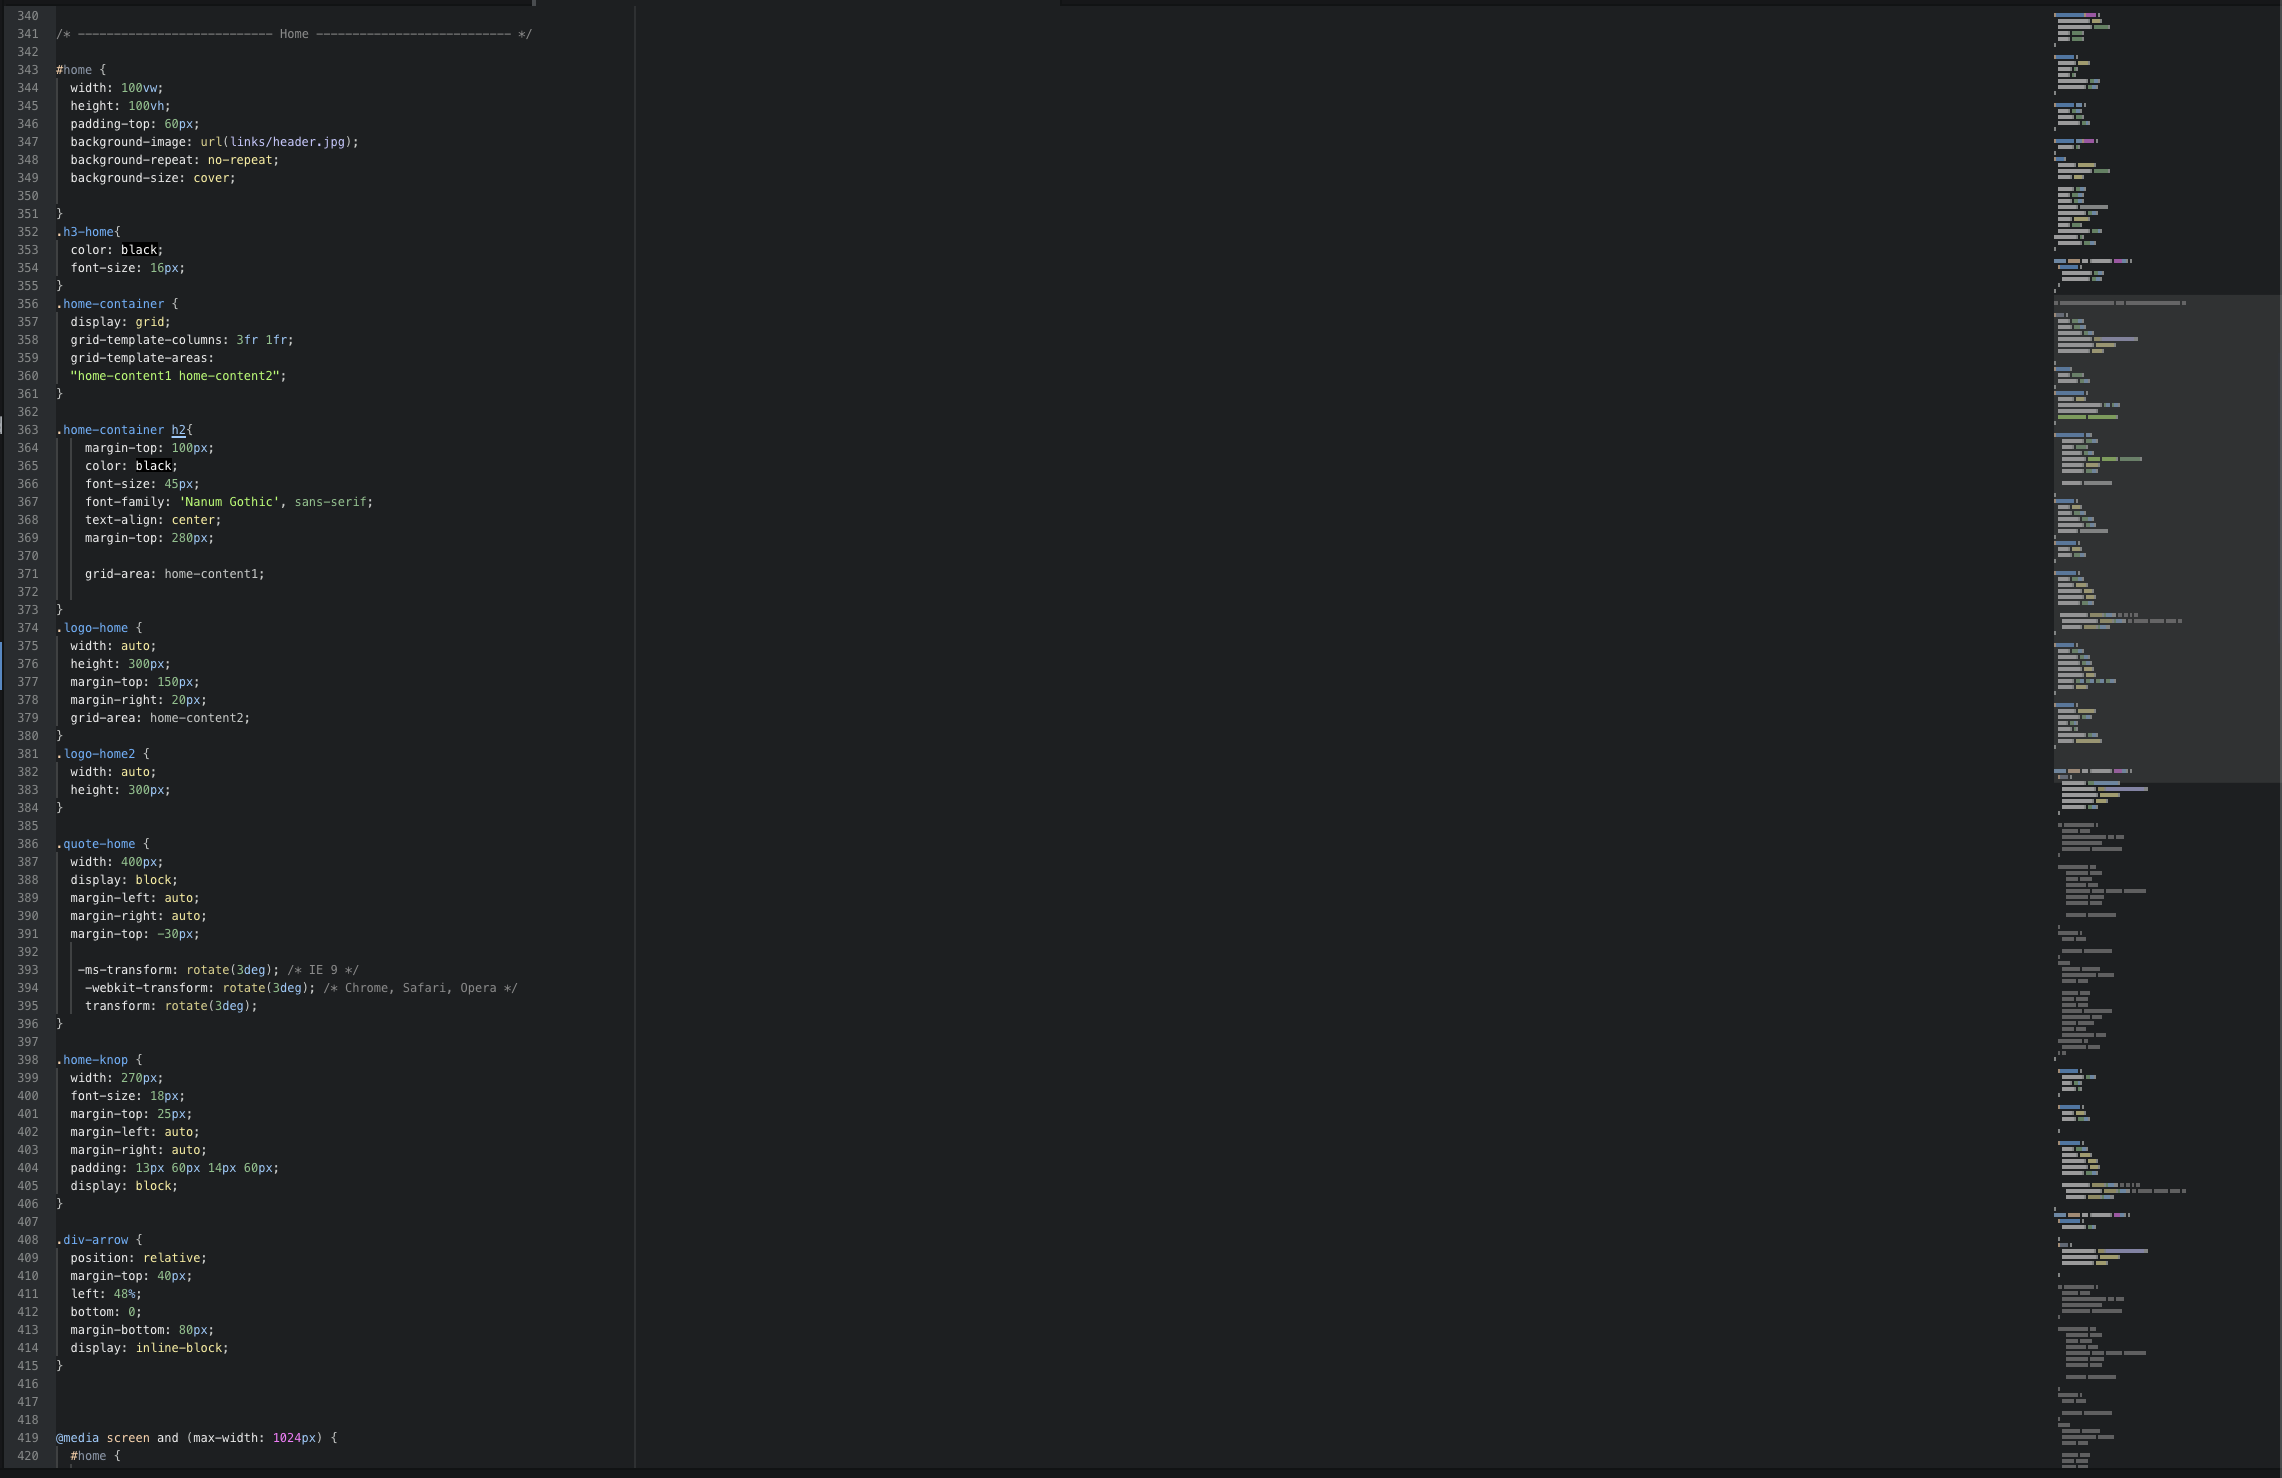 340
341 /* --------------------------- Home --------------------------- */
342
343 #home {
344   width: 100vw;
345   height: 100vh;
346   padding-top: 60px;
347   background-image: url(links/header.jpg);
348   background-repeat: no-repeat;
349   background-size: cover;
350
351 }
352 .h3-home{
353   color: black;
354   font-size: 16px;
355 }
356 .home-container {
357   display: grid;
358   grid-template-columns: 3fr 1fr;
359   grid-template-areas:
360   "home-content1 home-content2";
361 }
362
363 .home-container h2{
364     margin-top: 100px;
365     color: black;
366     font-size: 45px;
367     font-family: 'Nanum Gothic', sans-serif;
368     text-align: center;
369     margin-top: 280px;
370
371     grid-area: home-content1;
372
373 }
374 .logo-home {
375   width: auto;
376   height: 300px;
377   margin-top: 150px;
378   margin-right: 20px;
379   grid-area: home-content2;
380 }
381 .logo-home2 {
382   width: auto;
383   height: 300px;
384 }
385
386 .quote-home {
387   width: 400px;
388   display: block;
389   margin-left: auto;
390   margin-right: auto;
391   margin-top: -30px;
392
393    -ms-transform: rotate(3deg); /* IE 9 */
394     -webkit-transform: rotate(3deg); /* Chrome, Safari, Opera */
395     transform: rotate(3deg);
396 }
397
398 .home-knop {
399   width: 270px;
400   font-size: 18px;
401   margin-top: 25px;
402   margin-left: auto;
403   margin-right: auto;
404   padding: 13px 60px 14px 60px;
405   display: block;
406 }
407
408 .div-arrow {
409   position: relative;
410   margin-top: 40px;
411   left: 48%;
412   bottom: 0;
413   margin-bottom: 80px;
414   display: inline-block;
415 }
416
417
418
419 @media screen and (max-width: 1024px) {
420   #home {